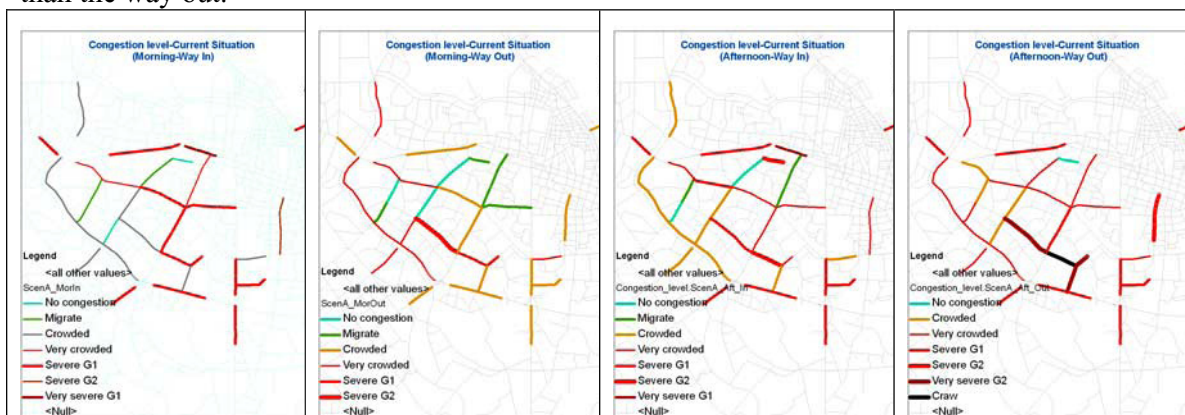 than the way out.
Congestion level-Current Situation
(Morning-Way In)
Legend
<all other values>
ScenA_MorIn
No congestion
Migrate
Crowded
Very crowded
Severe G1
Severe G2
Very severe G1
<Null>
Congestion level-Current Situation
(Morning-Way Out)
Legend
<all other values>
ScenA_MorOut
No congestion
Migrate
Crowded
Very crowded
Severe G1
Severe G2
Congestion level-Current Situation
(Afternoon-Way In)
Legend
<all other values>
Congestion_level.ScenA_Aft_In
No congestion
Migrate
Crowded
Very crowded
Severe G1
Severe G2
Very severe G1
<Null>
Congestion level-Current Situation
(Afternoon-Way Out)
Legend
<all other values>
Congestion_level.ScenA_Aft_Out
No congestion
Crowded
Very crowded
Severe G1
Severe G2
Very severe G2
Craw
<Null>